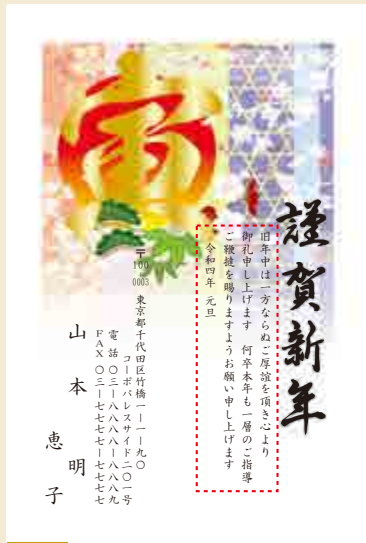 寅
謹賀新年
旧年中は一方ならぬご厚誼を頂き心より
御礼申し上げます　何卒本年も一層のご指導
ご鞭撻を賜りますようお願い申し上げます
令和四年　元旦
〒100-0003
東京都千代田区竹橋一ー一ー九〇
コーポパレスサイド二〇一号
電話〇三ー八八八八ー八八八九
FAX〇三ー七七七七ー七七七七
山本　明
恵子